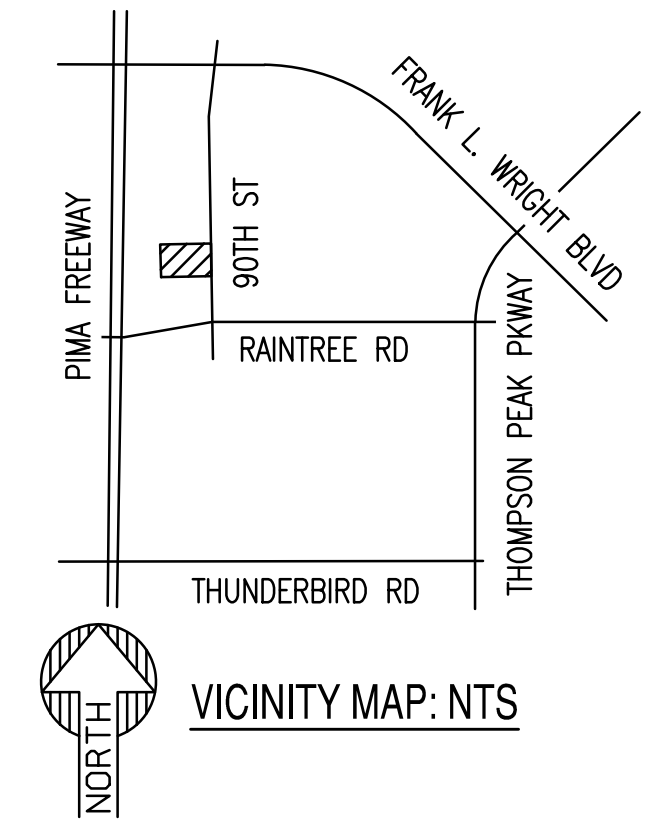 FRANK L. WRIGHT BLVD
PIMA FREEWAY
90TH ST
RAINTREE RD
THOMPSON PEAK PKWAY
THUNDERBIRD RD
VICINITY MAP: NTS
NORTH